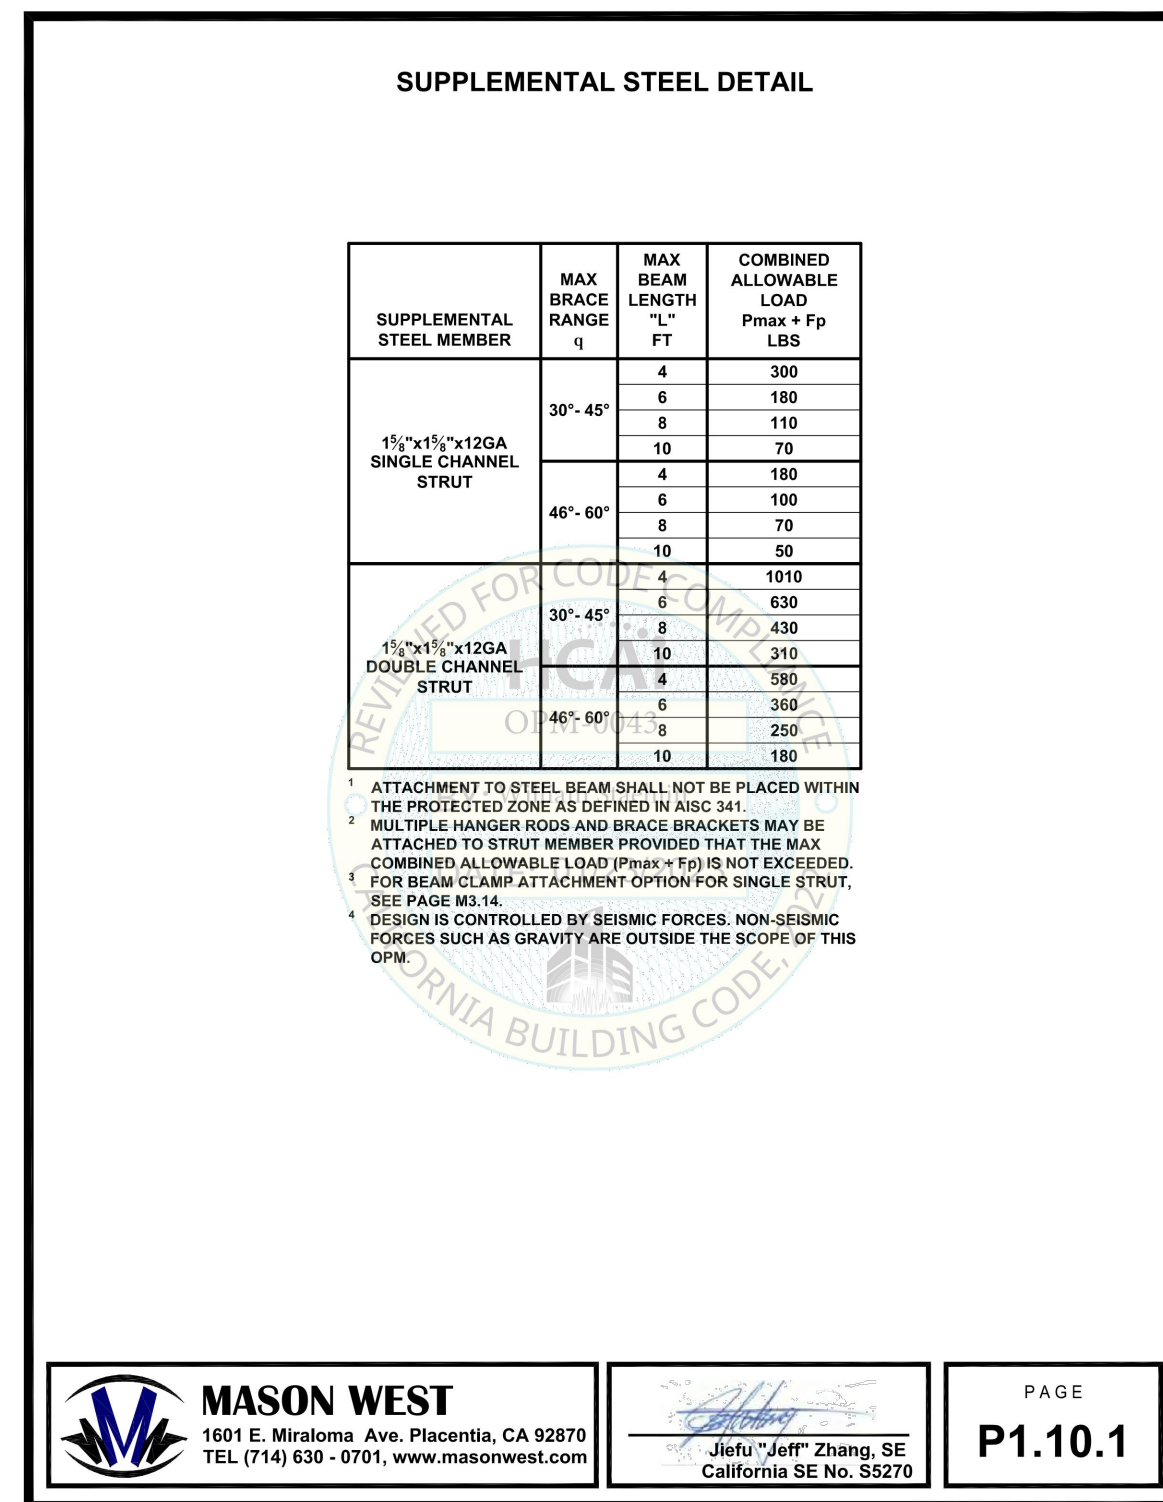 SUPPLEMENTAL STEEL DETAIL
SUPPLEMENTAL STEEL MEMBER | MAX BRACE RANGE q | MAX BEAM LENGTH "L" FT | COMBINED ALLOWABLE LOAD Pmax + Fp LBS
1⅝"x1⅝"x12GA SINGLE CHANNEL STRUT
30°- 45°
4 300
6 180
8 110
10 70
46°- 60°
4 180
6 100
8 70
10 50
1⅝"x1⅝"x12GA DOUBLE CHANNEL STRUT
30°- 45°
4 1010
6 630
8 430
10 310
46°- 60°
4 580
6 360
8 250
10 180
1 ATTACHMENT TO STEEL BEAM SHALL NOT BE PLACED WITHIN
THE PROTECTED ZONE AS DEFINED IN AISC 341.
2 MULTIPLE HANGER RODS AND BRACE BRACKETS MAY BE
ATTACHED TO STRUT MEMBER PROVIDED THAT THE MAX
COMBINED ALLOWABLE LOAD (Pmax + Fp) IS NOT EXCEEDED.
3 FOR BEAM CLAMP ATTACHMENT OPTION FOR SINGLE STRUT,
SEE PAGE M3.14.
4 DESIGN IS CONTROLLED BY SEISMIC FORCES. NON-SEISMIC
FORCES SUCH AS GRAVITY ARE OUTSIDE THE SCOPE OF THIS
OPM.
REVIEWED FOR CODE COMPLIANCE
HCAi
OPM-0043
BY: William
DATE: 01/23/2023
CALIFORNIA BUILDING CODE, 2022
MASON WEST
1601 E. Miraloma Ave. Placentia, CA 92870
TEL (714) 630 - 0701, www.masonwest.com
Jiefu "Jeff" Zhang, SE
California SE No. S5270
PAGE
P1.10.1